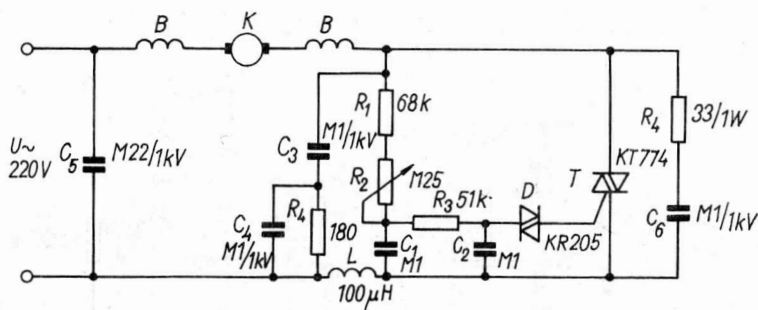 B
K
B
U~
220V
C5
M22/1kV
C3
M1/1kV
R1
68k
R2
M25
R4
33/1W
KT774
T
D
R3 51k
C4
M1/1kV
R4
180
C1
M1
C2
M1
KR205
C6
M1/1kV
L
100μH